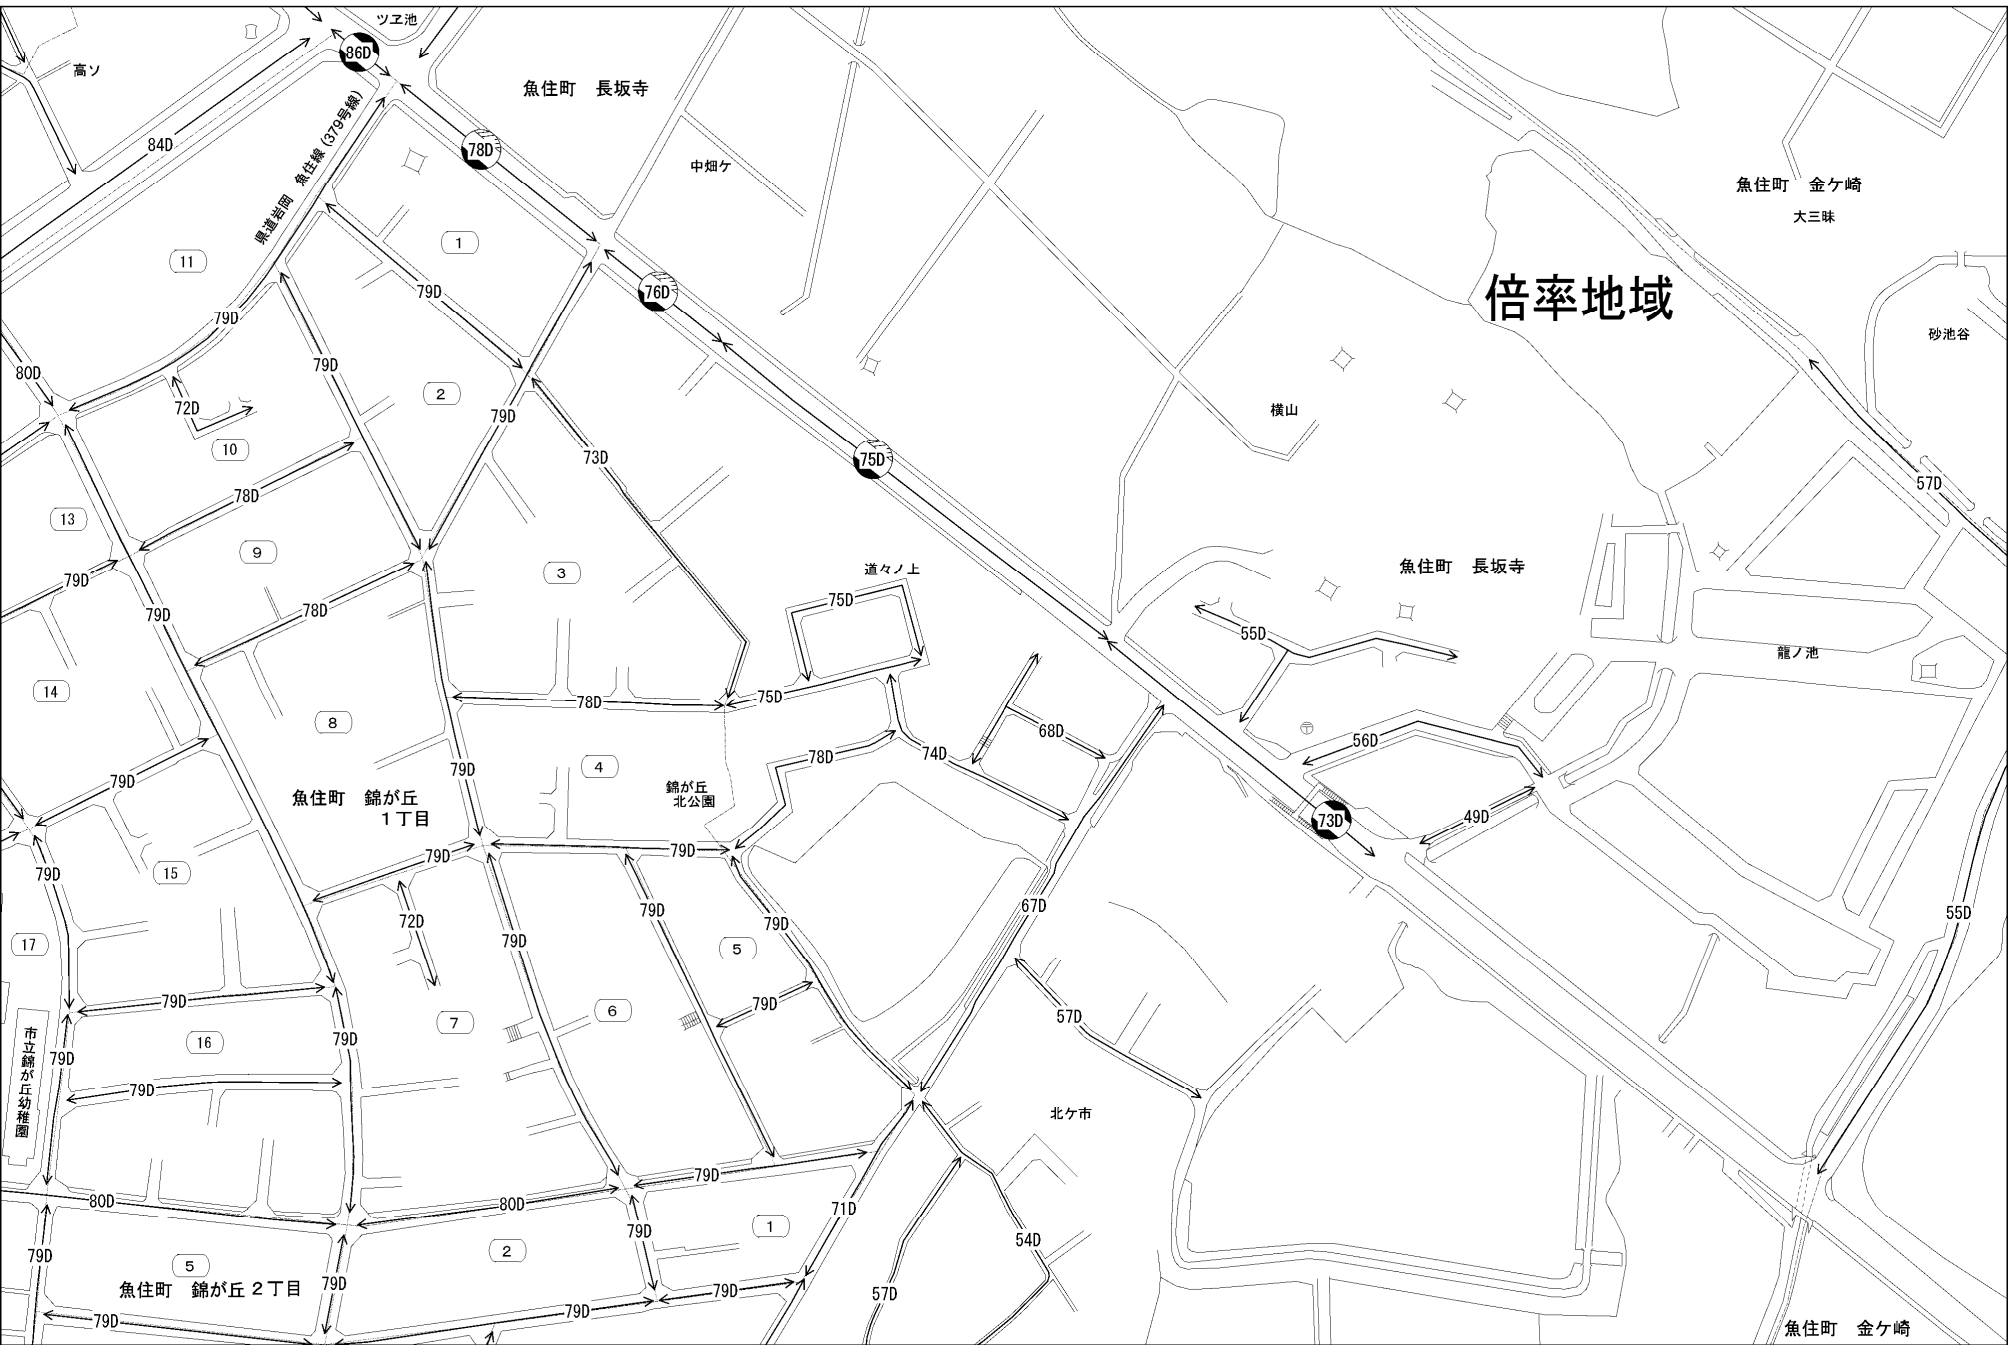 ツヱ池
86D
高ソ
魚住町 長坂寺
県道岩岡 魚住線(379号線)
84D
78D
中畑ケ
魚住町 金ケ崎
大三昧
1
11
79D
76D
倍率地域
79D
砂池谷
79D
80D
2
72D
79D
横山
10
73D
75D
57D
78D
13
9
3
道々ノ上
魚住町 長坂寺
79D
78D
79D
75D
55D
龍ノ池
14
75D
78D
8
68D
56D
74D
78D
79D
4
79D
錦が丘
北公園
魚住町 錦が丘
1丁目
73D
49D
79D
79D
79D
15
67D
79D
72D
79D
55D
17
79D
5
79D
79D
79D
6
57D
7
市立錦が丘幼稚園
79D
16
79D
79D
北ケ市
79D
80D
80D
71D
79D
1
54D
79D
2
79D
5
79D
魚住町 錦が丘2丁目
79D
57D
79D
79D
魚住町 金ケ崎